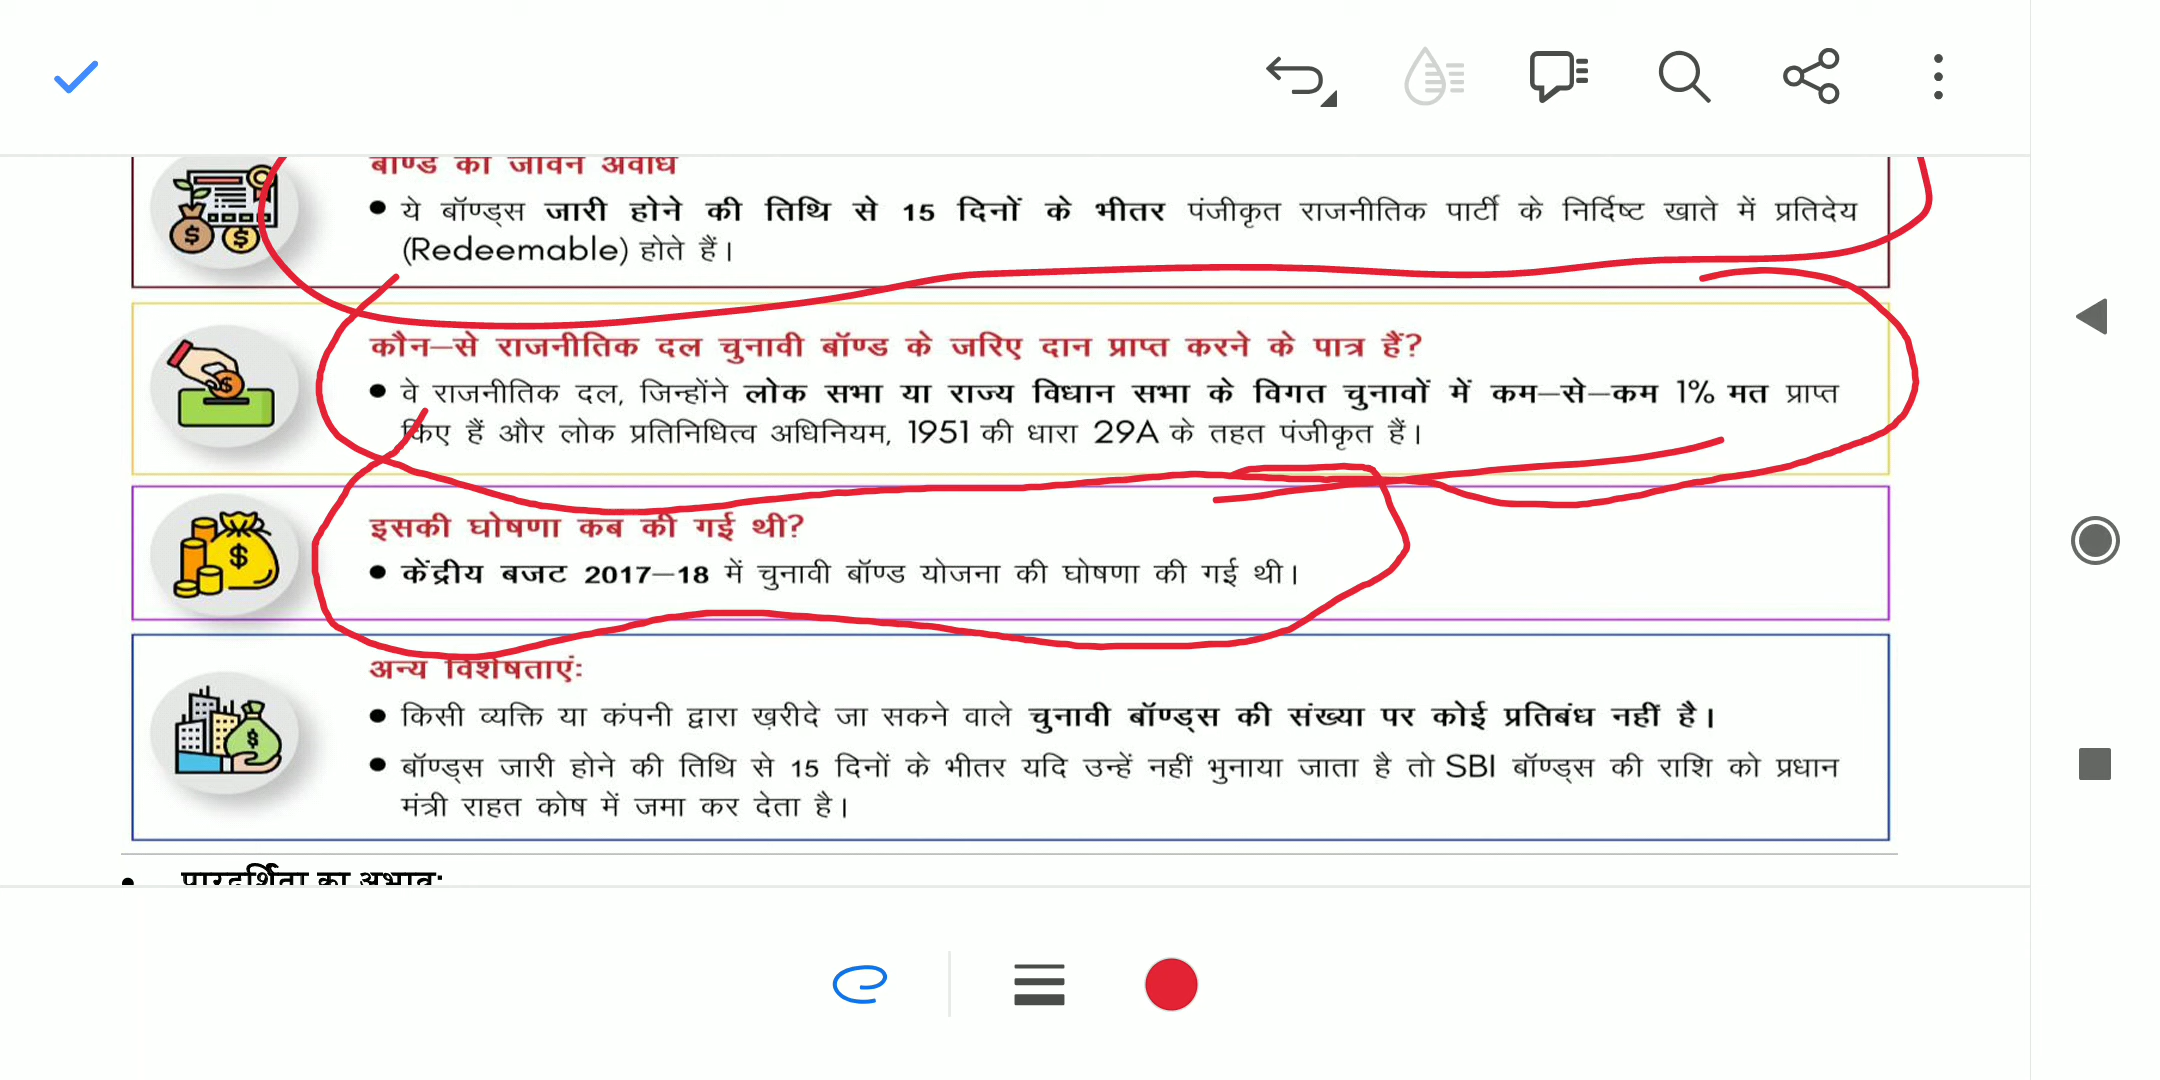 बॉण्ड की जीवन अवधि
• ये बॉण्ड्स जारी होने की तिथि से 15 दिनों के भीतर पंजीकृत राजनीतिक पार्टी के निर्दिष्ट खाते में प्रतिदेय
(Redeemable) होते हैं।
कौन–से राजनीतिक दल चुनावी बॉण्ड के जरिए दान प्राप्त करने के पात्र हैं?
• वे राजनीतिक दल, जिन्होंने लोक सभा या राज्य विधान सभा के विगत चुनावों में कम–से–कम 1% मत प्राप्त
किए हैं और लोक प्रतिनिधित्व अधिनियम, 1951 की धारा 29A के तहत पंजीकृत हैं।
इसकी घोषणा कब की गई थी?
• केंद्रीय बजट 2017–18 में चुनावी बॉण्ड योजना की घोषणा की गई थी।
अन्य विशेषताएं:
• किसी व्यक्ति या कंपनी द्वारा ख़रीदे जा सकने वाले चुनावी बॉण्ड्स की संख्या पर कोई प्रतिबंध नहीं है।
• बॉण्ड्स जारी होने की तिथि से 15 दिनों के भीतर यदि उन्हें नहीं भुनाया जाता है तो SBI बॉण्ड्स की राशि को प्रधान
मंत्री राहत कोष में जमा कर देता है।
• पारदर्शिता का अभाव: